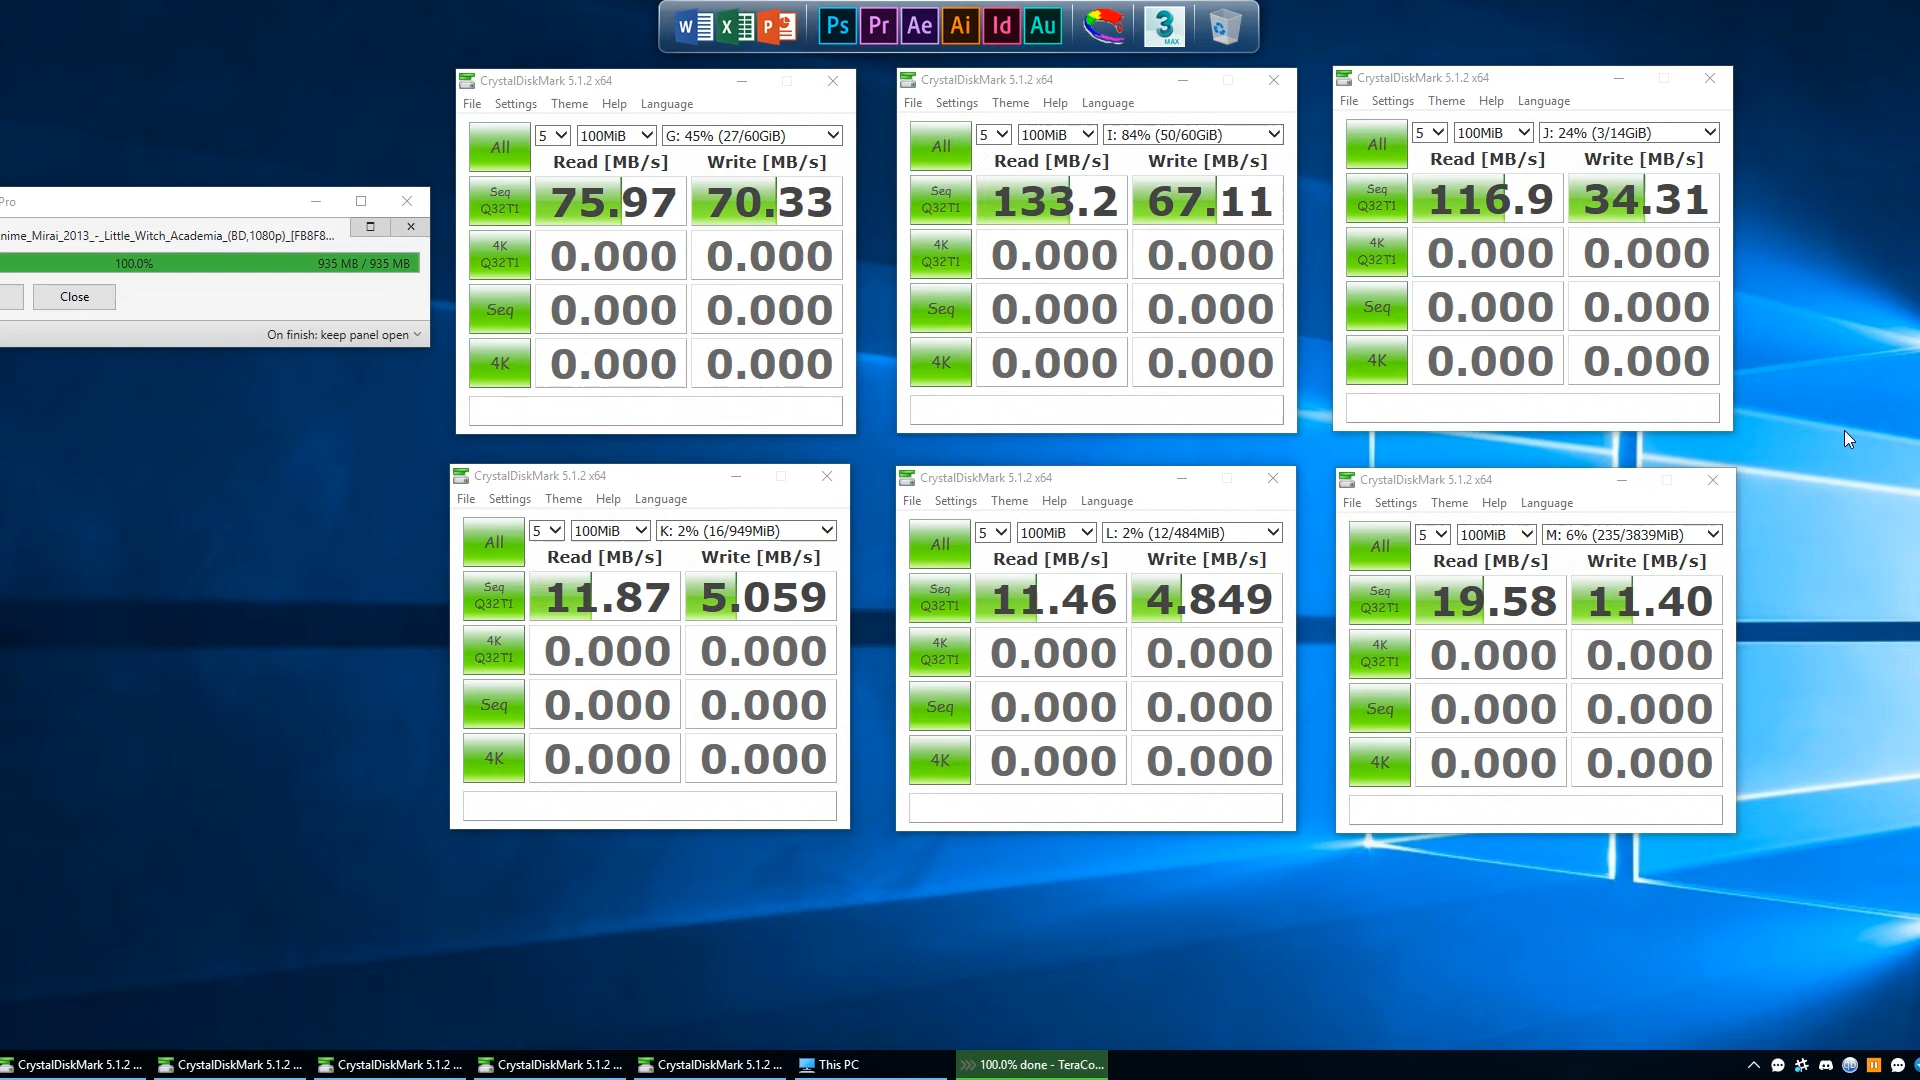 W X P Ps Pr Ae Ai Id Au 3 MAX
CrystalDiskMark 5.1.2 x64
File Settings Theme Help Language
All 5 100MiB G: 45% (27/60GiB)
Read [MB/s] Write [MB/s]
Seq Q32T1 75.97 70.33
4K Q32T1 0.000 0.000
Seq 0.000 0.000
4K 0.000 0.000
CrystalDiskMark 5.1.2 x64
File Settings Theme Help Language
All 5 100MiB I: 84% (50/60GiB)
Read [MB/s] Write [MB/s]
Seq Q32T1 133.2 67.11
4K Q32T1 0.000 0.000
Seq 0.000 0.000
4K 0.000 0.000
CrystalDiskMark 5.1.2 x64
File Settings Theme Help Language
All 5 100MiB J: 24% (3/14GiB)
Read [MB/s] Write [MB/s]
Seq Q32T1 116.9 34.31
4K Q32T1 0.000 0.000
Seq 0.000 0.000
4K 0.000 0.000
Pro
nime_Mirai_2013_-_Little_Witch_Academia_(BD,1080p)_[FB8F8...
100.0% 935 MB / 935 MB
Close
On finish: keep panel open
CrystalDiskMark 5.1.2 x64
File Settings Theme Help Language
All 5 100MiB K: 2% (16/949MiB)
Read [MB/s] Write [MB/s]
Seq Q32T1 11.87 5.059
4K Q32T1 0.000 0.000
Seq 0.000 0.000
4K 0.000 0.000
CrystalDiskMark 5.1.2 x64
File Settings Theme Help Language
All 5 100MiB L: 2% (12/484MiB)
Read [MB/s] Write [MB/s]
Seq Q32T1 11.46 4.849
4K Q32T1 0.000 0.000
Seq 0.000 0.000
4K 0.000 0.000
CrystalDiskMark 5.1.2 x64
File Settings Theme Help Language
All 5 100MiB M: 6% (235/3839MiB)
Read [MB/s] Write [MB/s]
Seq Q32T1 19.58 11.40
4K Q32T1 0.000 0.000
Seq 0.000 0.000
4K 0.000 0.000
CrystalDiskMark 5.1.2 ... CrystalDiskMark 5.1.2 ... CrystalDiskMark 5.1.2 ... CrystalDiskMark 5.1.2 ... CrystalDiskMark 5.1.2 ... This PC 100.0% done - TeraCo... qb